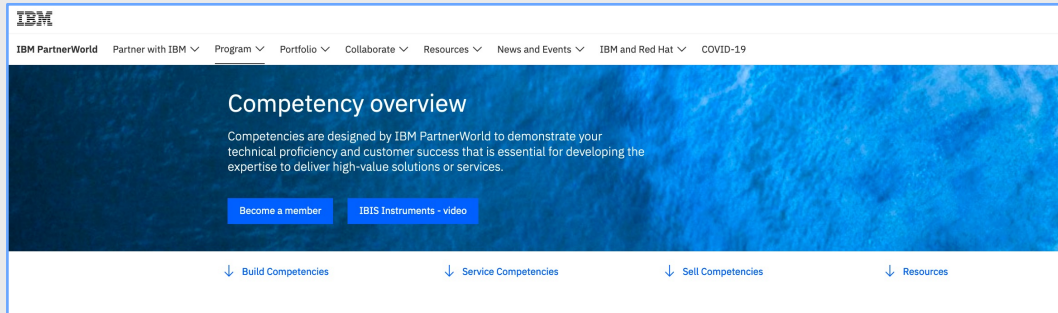 IBM
IBM PartnerWorld Partner with IBM Program Portfolio Collaborate Resources News and Events IBM and Red Hat COVID-19
Competency overview
Competencies are designed by IBM PartnerWorld to demonstrate your
technical proficiency and customer success that is essential for developing the
expertise to deliver high-value solutions or services.
Become a member IBIS Instruments - video
Build Competencies Service Competencies Sell Competencies Resources